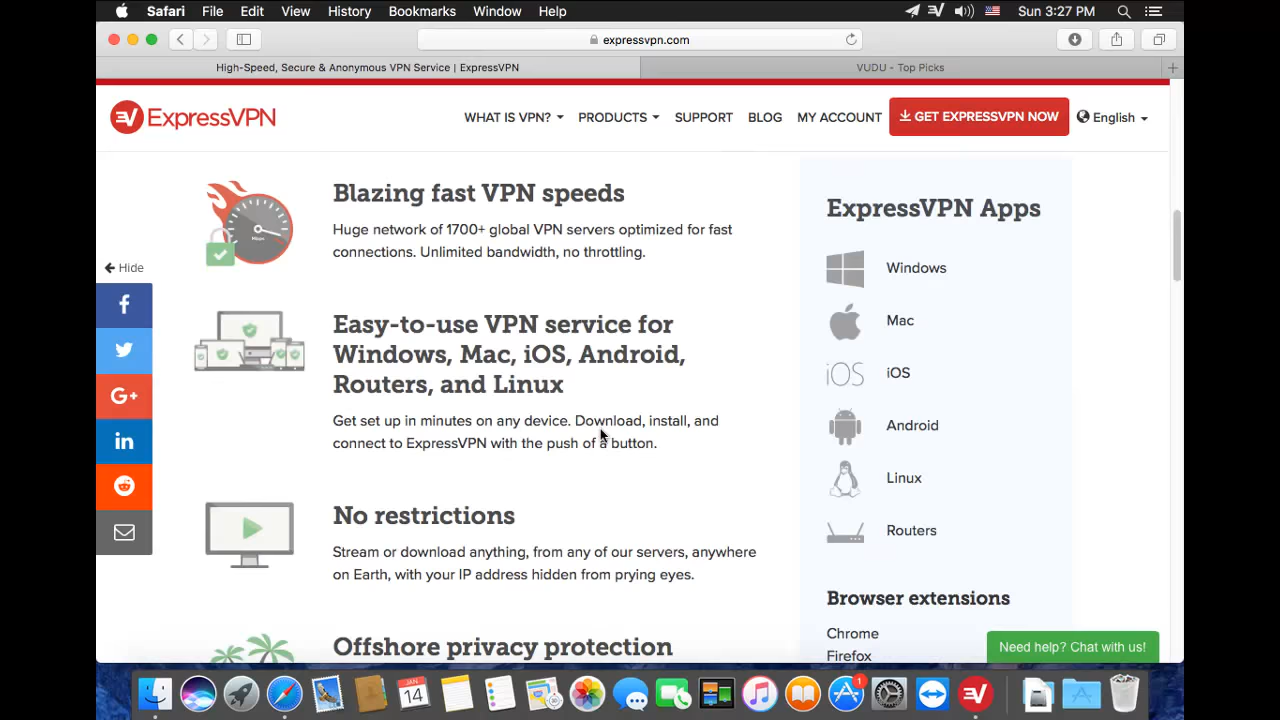 Safari File Edit View History Bookmarks Window Help Sun 3:27 PM
expressvpn.com
High-Speed, Secure & Anonymous VPN Service | ExpressVPN
VUDU - Top Picks
ExpressVPN
WHAT IS VPN? PRODUCTS SUPPORT BLOG MY ACCOUNT GET EXPRESSVPN NOW English
Hide
Blazing fast VPN speeds
Huge network of 1700+ global VPN servers optimized for fast
connections. Unlimited bandwidth, no throttling.
Easy-to-use VPN service for
Windows, Mac, iOS, Android,
Routers, and Linux
Get set up in minutes on any device. Download, install, and
connect to ExpressVPN with the push of a button.
No restrictions
Stream or download anything, from any of our servers, anywhere
on Earth, with your IP address hidden from prying eyes.
Offshore privacy protection
ExpressVPN Apps
Windows
Mac
iOS
iOS
Android
Linux
Routers
Browser extensions
Chrome
Firefox
Need help? Chat with us!
JAN
14
1